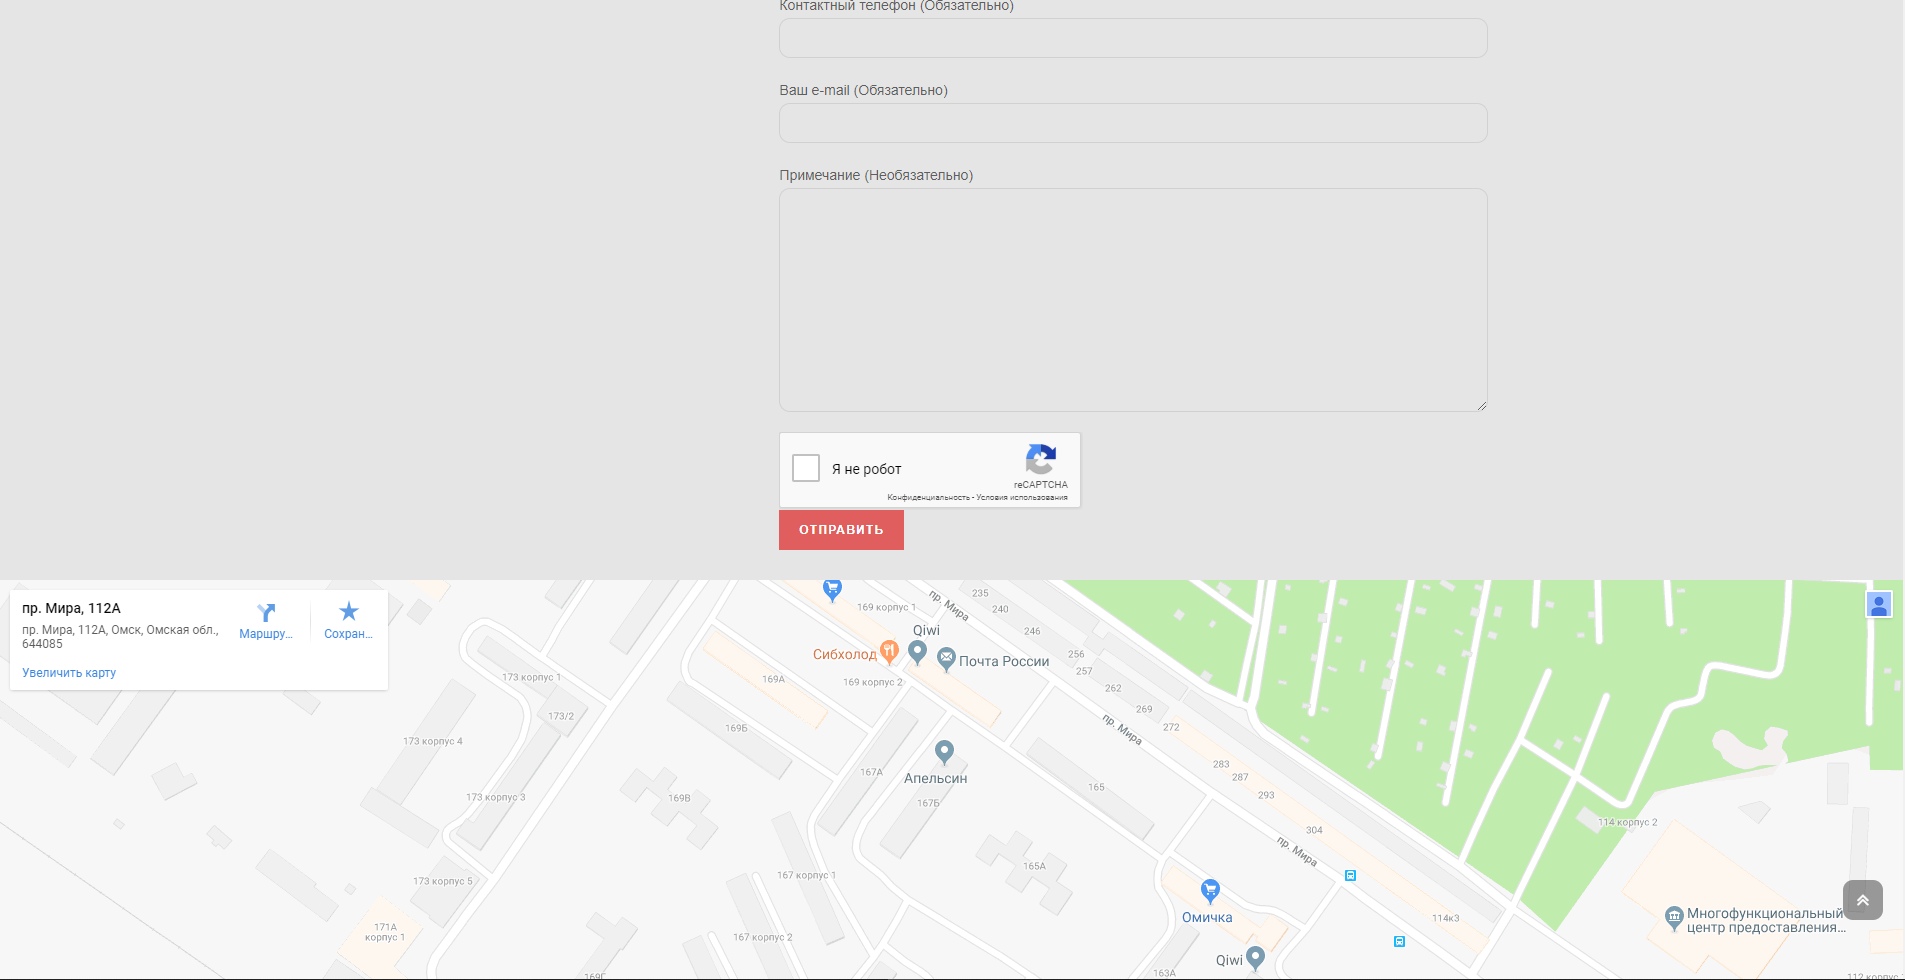 Контактный телефон (Обязательно)
Ваш e-mail (Обязательно)
Примечание (Необязательно)
Я не робот
reCAPTCHA
Конфиденциальность - Условия использования
ОТПРАВИТЬ
пр. Мира, 112А
пр. Мира, 112А, Омск, Омская обл.,
644085
Маршру...
Сохран...
Увеличить карту
169 корпус 1
пр. Мира
235
240
246
Qiwi
Сибхолод
Почта России
256
257
262
169 корпус 2
169А
173 корпус 1
173/2
269
272
пр. Мира
169Б
173 корпус 4
283
287
293
167А
Апельсин
165
173 корпус 3
169В
167Б
304
114 корпус 2
пр. Мира
165А
167 корпус 1
173 корпус 5
Омичка
114к3
Многофункциональный
центр предоставления...
171А
корпус 1
167 корпус 2
Qiwi
163А
169Г
112 корпус